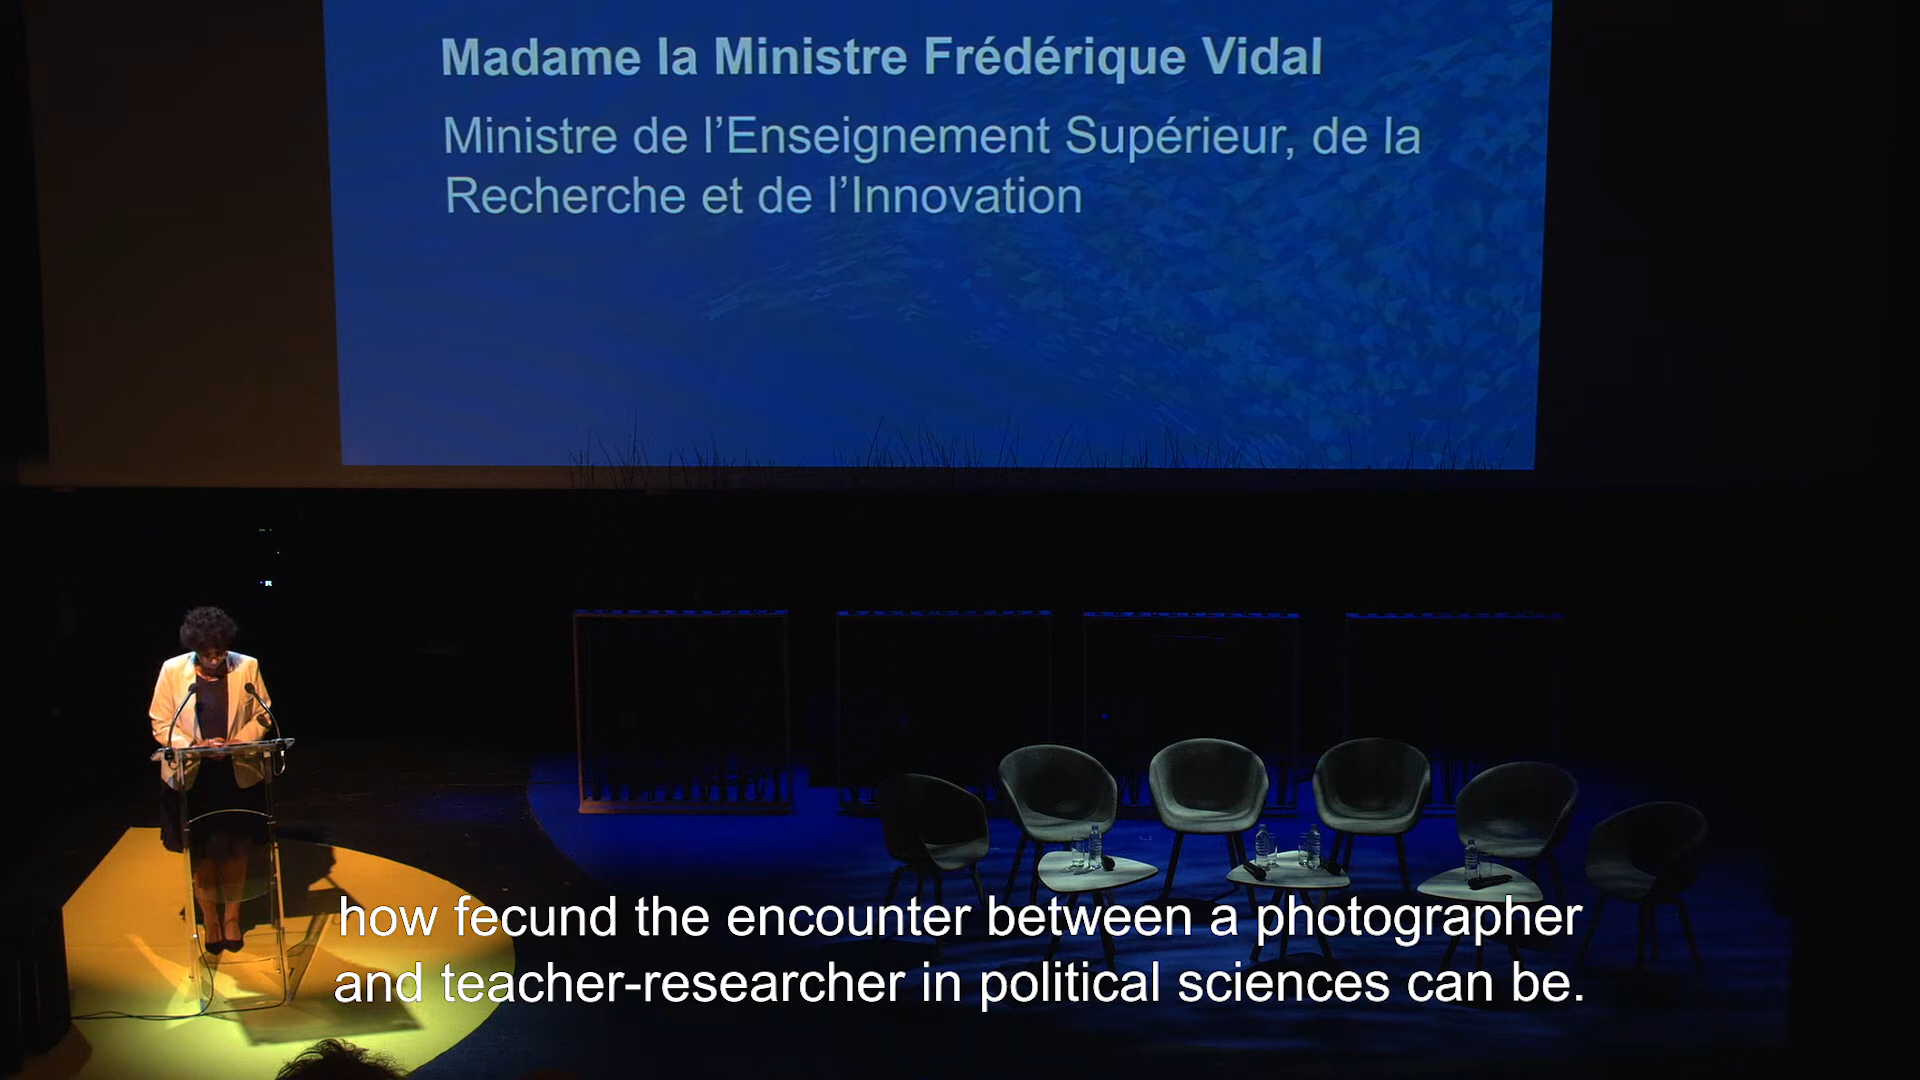 Madame la Ministre Frédérique Vidal
Ministre de l’Enseignement Supérieur, de la
Recherche et de l’Innovation
how fecund the encounter between a photographer
and teacher-researcher in political sciences can be.